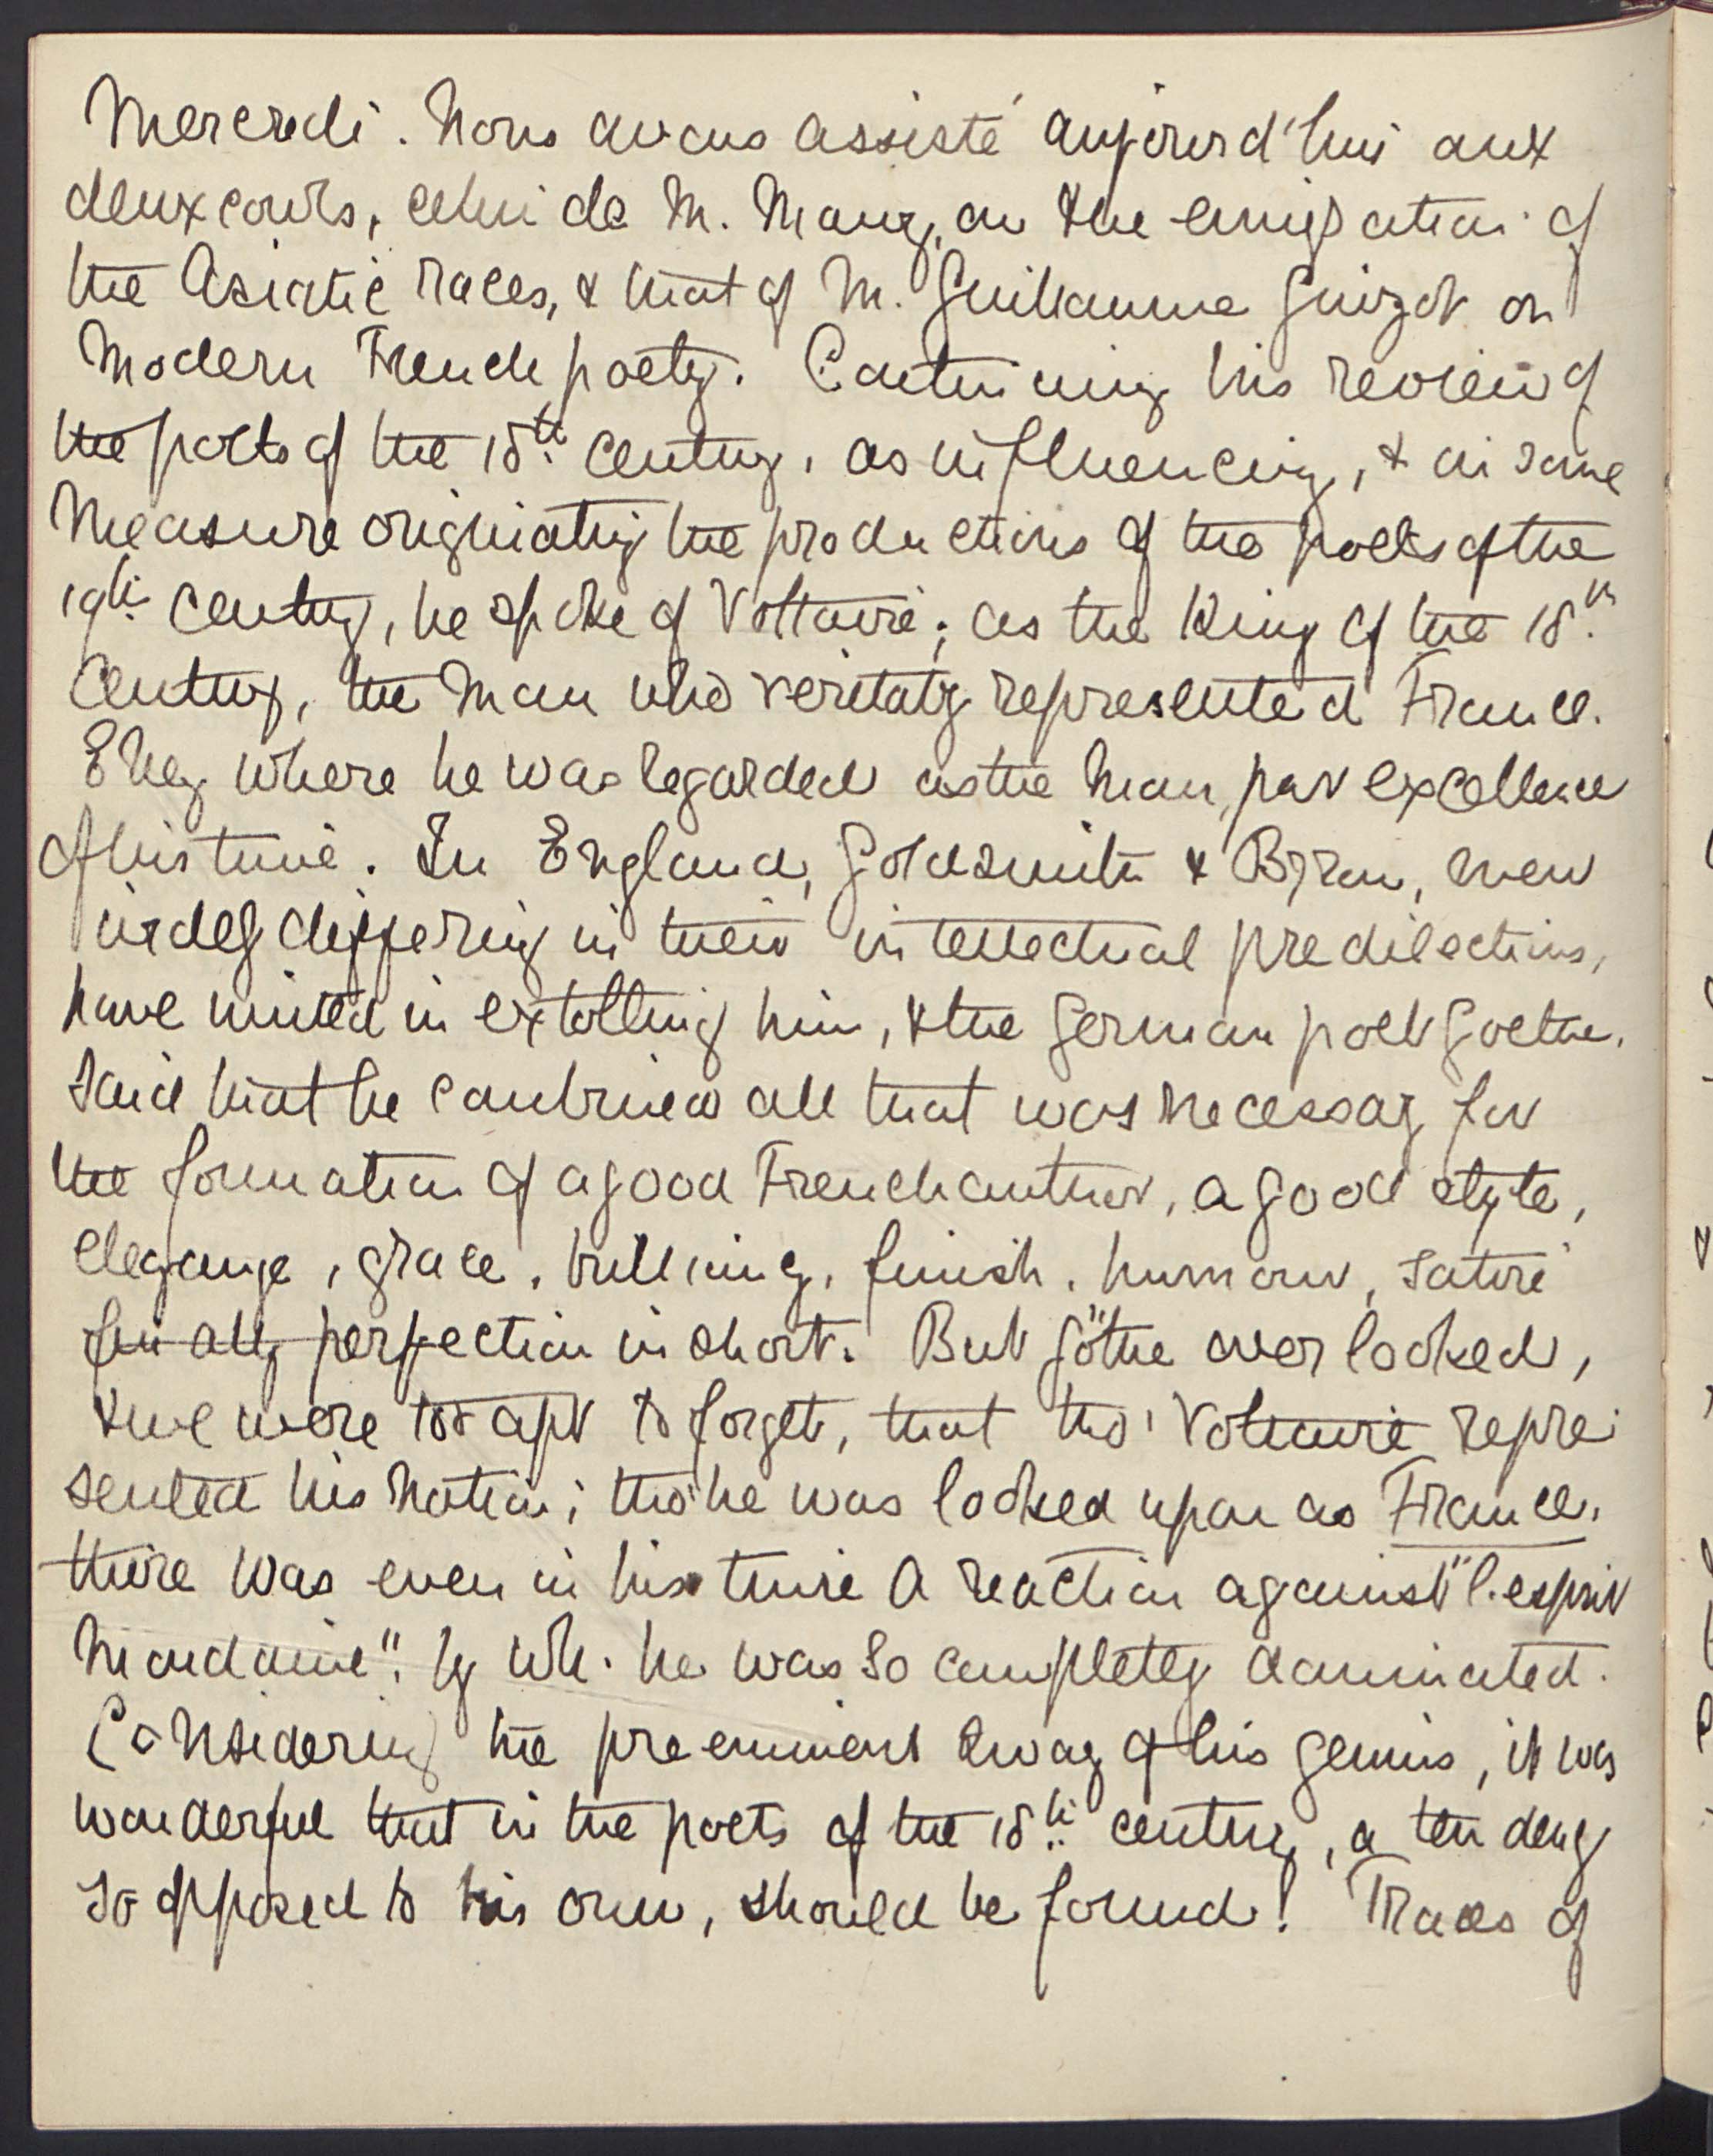 Mercredi. Nous avons assisté aujourd'hui aux
deux cours, celui de M. Maury, on the emigration of
the Asiatic races, & that of M. Guillaume Guizot on
Modern French poetry. Continuing his review of
the poets of the 18th. century, as influencing, & in some
measure originating the productions of the poets of the
19th. century, he spoke of Voltaire; as the King of the 18th.
century, the man who veritably represented France.
Every where he was regarded as the man, par excellence
of his time. In England, Goldsmith & Byron, men
widely differing in their intellectual predilections,
have united in extolling him, & the German poet Goethe,
said that he combined all that was necessary for
the formation of a good French author, a good style,
elegance, grace, brilliancy, finish, humour, satire
finally perfection in short. But Göthe over looked,
& we were too apt to forget, that tho' Voltaire repre-
sented his nation; tho' he was looked upon as France,
there was even in his time a reaction against "l'esprit
mondaine". by wh. he was so completely dominated.
Considering the preeminent sway of his genius, it was
wonderful that in the poets of the 18th. century, a tendency
so opposed to his own, should be found! Traces of